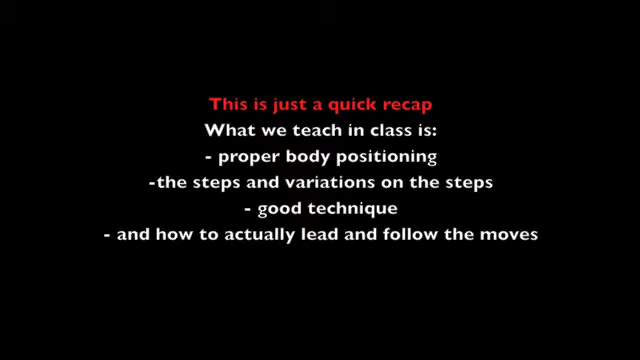 This is just a quick recap
What we teach in class is:
- proper body positioning
-the steps and variations on the steps
- good technique
- and how to actually lead and follow the moves